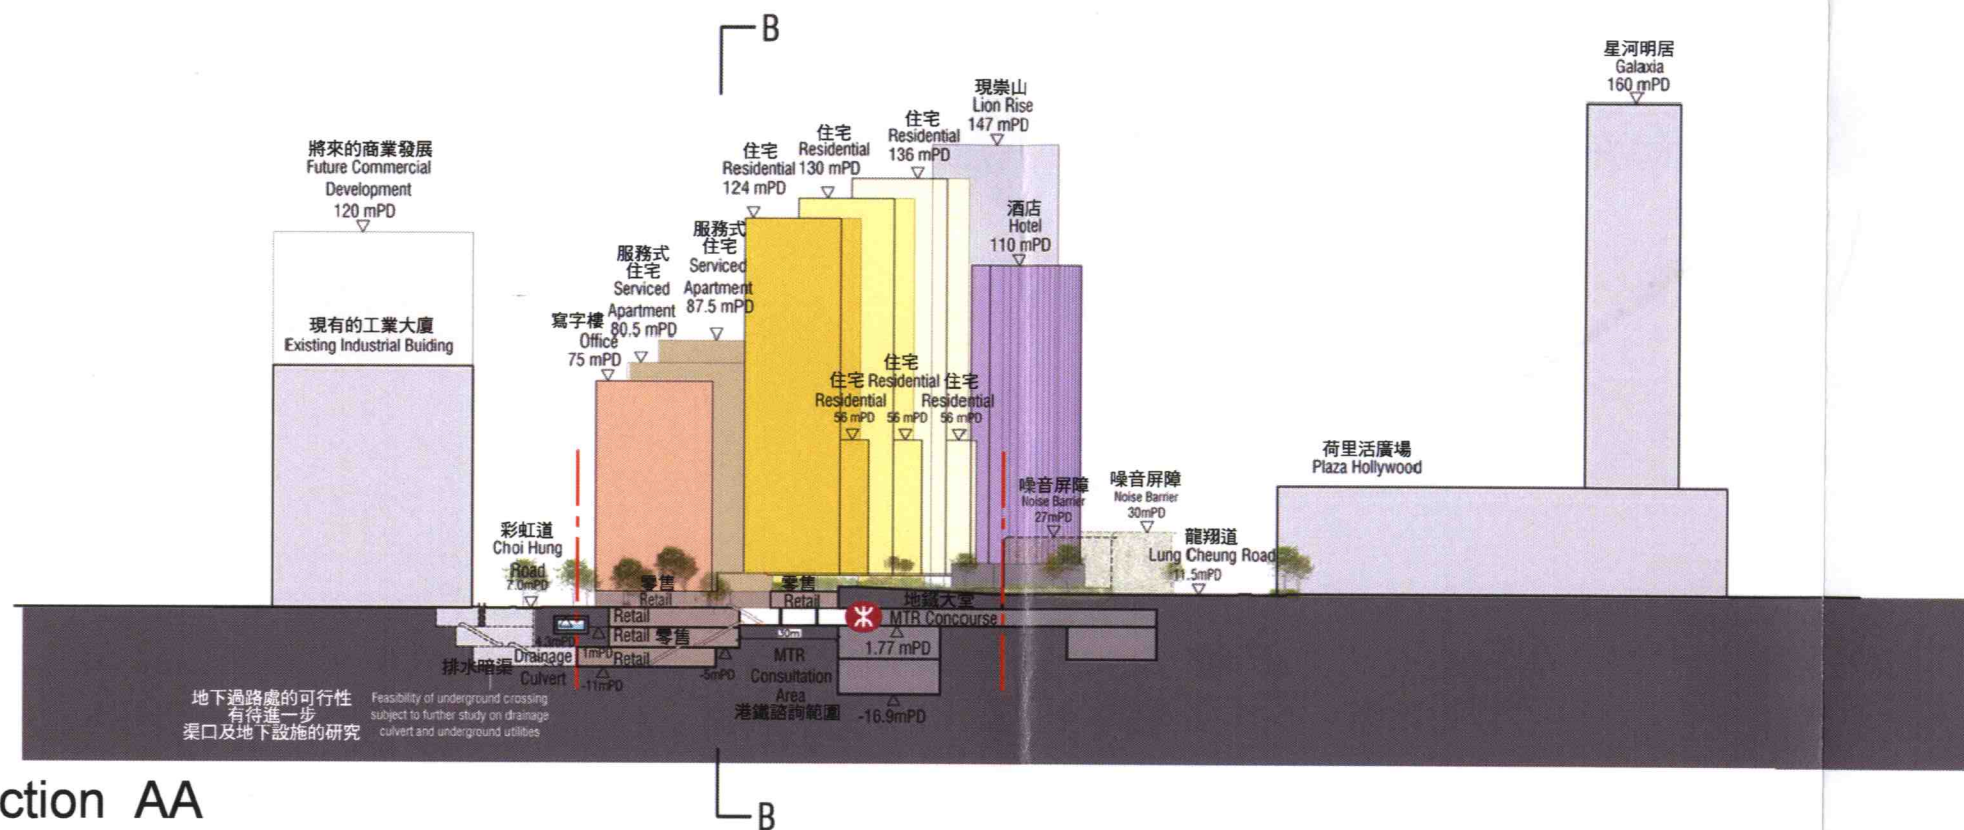 B
星河明居
Galaxia
160 mPD
現崇山
Lion Rise
147 mPD
住宅
Residential
136 mPD
住宅
Residential
130 mPD
住宅
Residential
124 mPD
將來的商業發展
Future Commercial
Development
120 mPD
酒店
Hotel
110 mPD
服務式
住宅
Serviced
Apartment
87.5 mPD
服務式
住宅
Serviced
Apartment
80.5 mPD
寫字樓
Office
75 mPD
現有的工業大廈
Existing Industrial Buiding
住宅
Residential
56 mPD
住宅
Residential
56 mPD
住宅
Residential
56 mPD
荷里活廣場
Plaza Hollywood
噪音屏障
Noise Barrier
27mPD
噪音屏障
Noise Barrier
30mPD
彩虹道
Choi Hung
Road
7.0mPD
龍翔道
Lung Cheung Road
11.5mPD
零售
Retail
零售
Retail
地鐵大堂
MTR Concourse
Retail
Retail 零售
Retail
30m
4.3mPD
1mPD
1.77 mPD
排水暗渠
Drainage
Culvert
-11mPD
-5mPD
MTR
Consultation
Area
港鐵諮詢範圍
-16.9mPD
地下過路處的可行性
有待進一步
渠口及地下設施的研究
Feasibility of underground crossing
subject to further study on drainage
culvert and underground utilities
ction AA
B